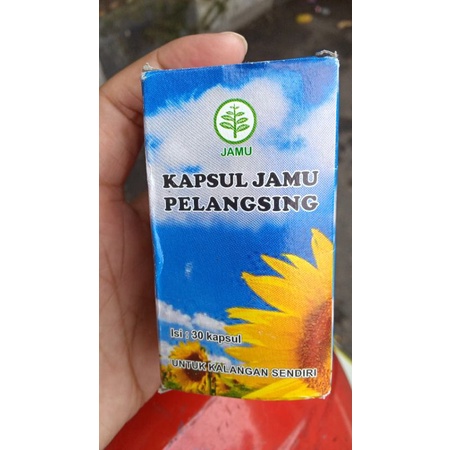 JAMU
KAPSUL JAMU
PELANGSING
Isi : 30 kapsul
UNTUK KALANGAN SENDIRI